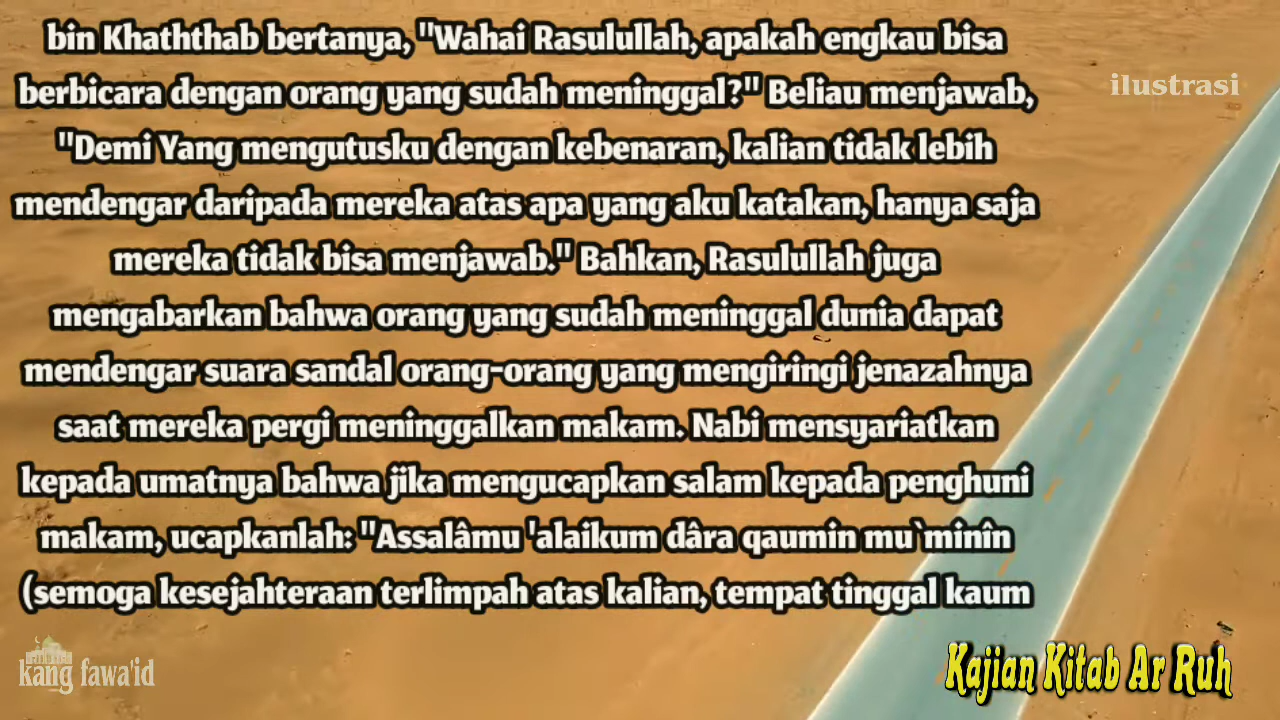 bin Khaththab bertanya, "Wahai Rasulullah, apakah engkau bisa
berbicara dengan orang yang sudah meninggal?" Beliau menjawab,
"Demi Yang mengutusku dengan kebenaran, kalian tidak lebih
mendengar daripada mereka atas apa yang aku katakan, hanya saja
mereka tidak bisa menjawab." Bahkan, Rasulullah juga
mengabarkan bahwa orang yang sudah meninggal dunia dapat
mendengar suara sandal orang-orang yang mengiringi jenazahnya
saat mereka pergi meninggalkan makam. Nabi mensyariatkan
kepada umatnya bahwa jika mengucapkan salam kepada penghuni
makam, ucapkanlah: "Assalâmu 'alaikum dâra qaumin mu`minîn
(semoga kesejahteraan terlimpah atas kalian, tempat tinggal kaum
ilustrasi
kang fawa'id
Kajian Kitab Ar Ruh